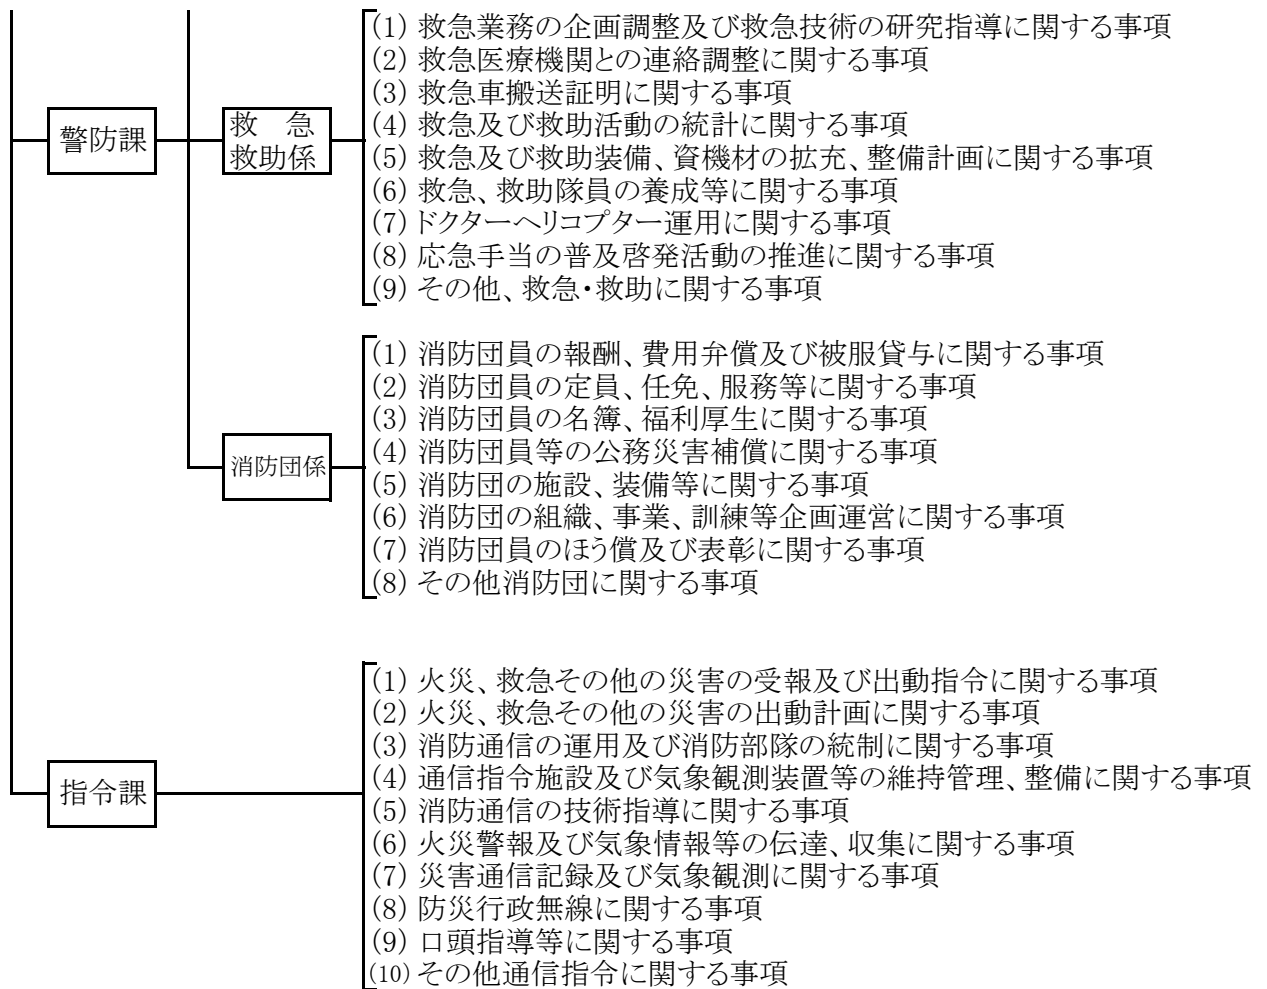 警防課
救　急
救助係
(1) 救急業務の企画調整及び救急技術の研究指導に関する事項
(2) 救急医療機関との連絡調整に関する事項
(3) 救急車搬送証明に関する事項
(4) 救急及び救助活動の統計に関する事項
(5) 救急及び救助装備、資機材の拡充、整備計画に関する事項
(6) 救急、救助隊員の養成等に関する事項
(7) ドクターヘリコプター運用に関する事項
(8) 応急手当の普及啓発活動の推進に関する事項
(9) その他、救急・救助に関する事項
消防団係
(1) 消防団員の報酬、費用弁償及び被服貸与に関する事項
(2) 消防団員の定員、任免、服務等に関する事項
(3) 消防団員の名簿、福利厚生に関する事項
(4) 消防団員等の公務災害補償に関する事項
(5) 消防団の施設、装備等に関する事項
(6) 消防団の組織、事業、訓練等企画運営に関する事項
(7) 消防団員のほう償及び表彰に関する事項
(8) その他消防団に関する事項
指令課
(1) 火災、救急その他の災害の受報及び出動指令に関する事項
(2) 火災、救急その他の災害の出動計画に関する事項
(3) 消防通信の運用及び消防部隊の統制に関する事項
(4) 通信指令施設及び気象観測装置等の維持管理、整備に関する事項
(5) 消防通信の技術指導に関する事項
(6) 火災警報及び気象情報等の伝達、収集に関する事項
(7) 災害通信記録及び気象観測に関する事項
(8) 防災行政無線に関する事項
(9) 口頭指導等に関する事項
(10) その他通信指令に関する事項